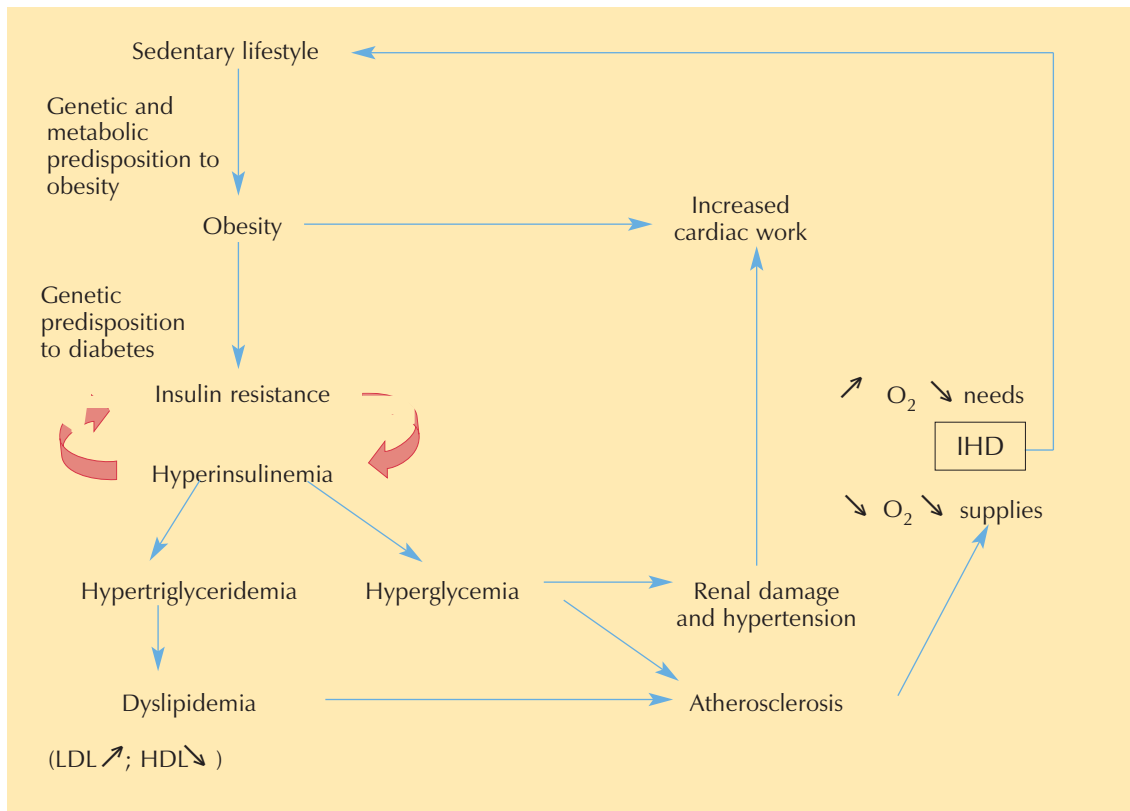 Sedentary lifestyle
Genetic and
metabolic
predisposition to
obesity
Obesity
Increased
cardiac work
Genetic
predisposition
to diabetes
Insulin resistance
↗ O₂ ↘ needs
IHD
Hyperinsulinemia
↘ O₂ ↘ supplies
Hypertriglyceridemia
Hyperglycemia
Renal damage
and hypertension
Dyslipidemia
Atherosclerosis
(LDL ↗; HDL ↘ )